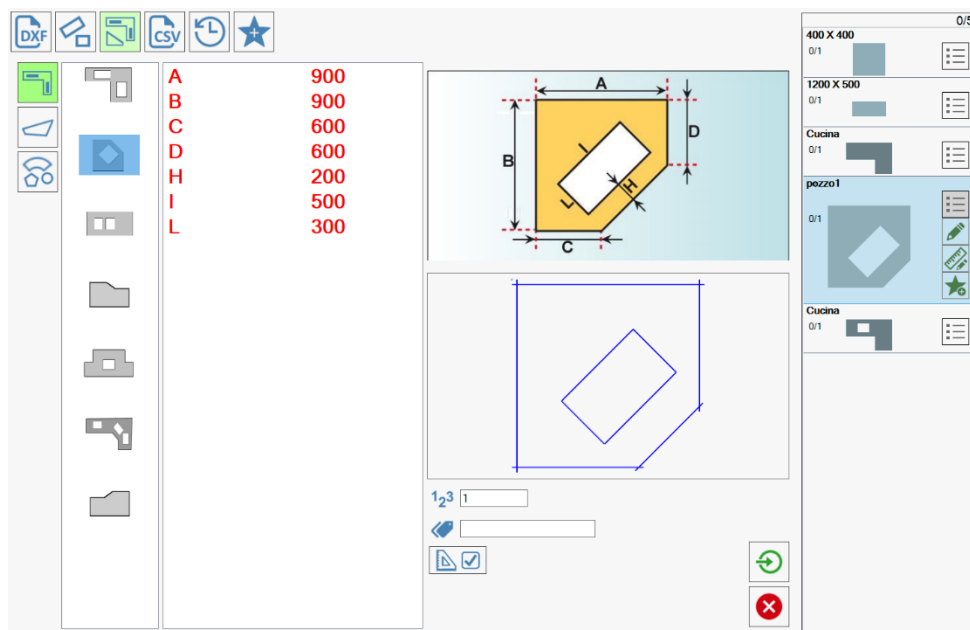 DXF
CSV
0/5
A 900
B 900
C 600
D 600
H 200
I 500
L 300
A
B
D
I
H
L
C
123 1
400 X 400
0/1
1200 X 500
0/1
Cucina
0/1
pozzo1
0/1
Cucina
0/1